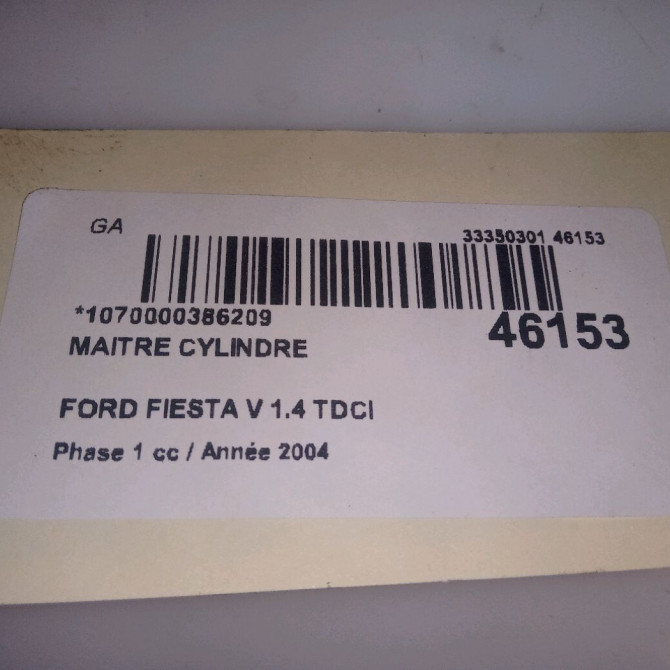 GA
33350301 46153
*1070000386209
46153
MAITRE CYLINDRE
FORD FIESTA V 1.4 TDCI
Phase 1 cc / Année 2004